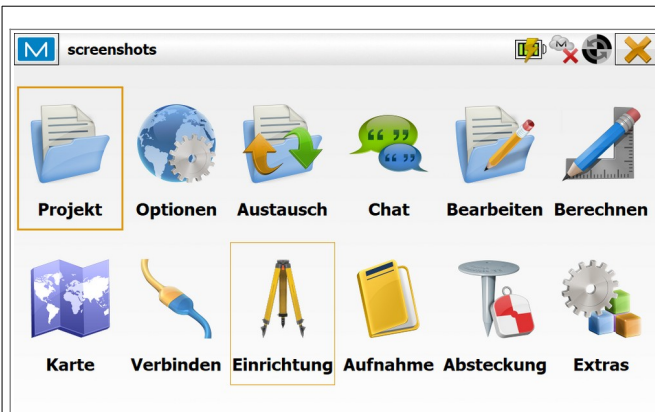 screenshots
Projekt Optionen Austausch Chat Bearbeiten Berechnen
Karte Verbinden Einrichtung Aufnahme Absteckung Extras